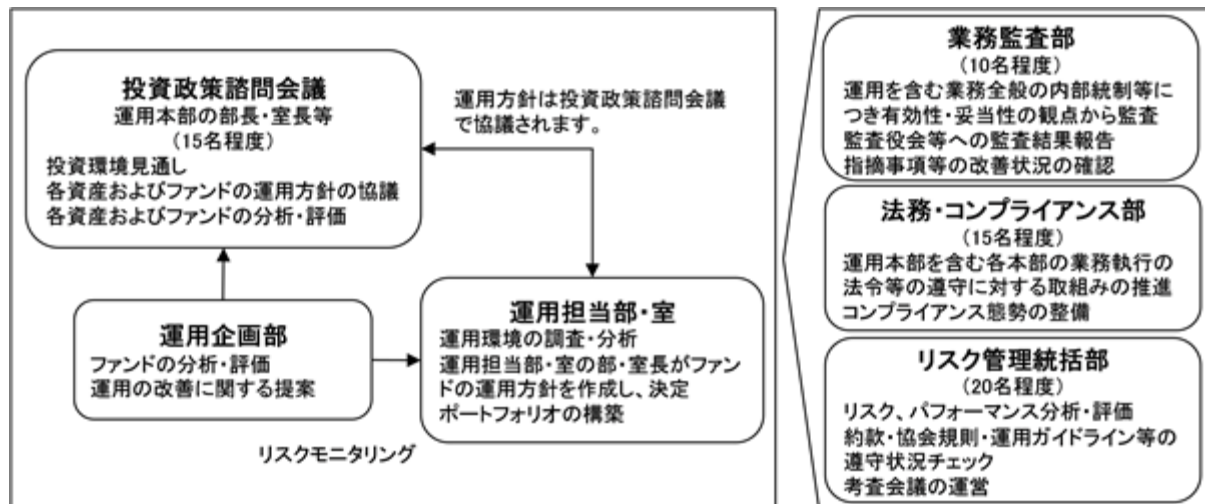 投資政策諮問会議
運用本部の部長・室長等
(15名程度)
投資環境見通し
各資産およびファンドの運用方針の協議
各資産およびファンドの分析・評価
運用方針は投資政策諮問会議
で協議されます。
運用企画部
ファンドの分析・評価
運用の改善に関する提案
運用担当部・室
運用環境の調査・分析
運用担当部・室の部・室長がファン
ドの運用方針を作成し、決定
ポートフォリオの構築
リスクモニタリング
業務監査部
(10名程度)
運用を含む業務全般の内部統制等に
つき有効性・妥当性の観点から監査
監査役会等への監査結果報告
指摘事項等の改善状況の確認
法務・コンプライアンス部
(15名程度)
運用本部を含む各本部の業務執行の
法令等の遵守に対する取組みの推進
コンプライアンス態勢の整備
リスク管理統括部
(20名程度)
リスク、パフォーマンス分析・評価
約款・協会規則・運用ガイドライン等の
遵守状況チェック
考査会議の運営